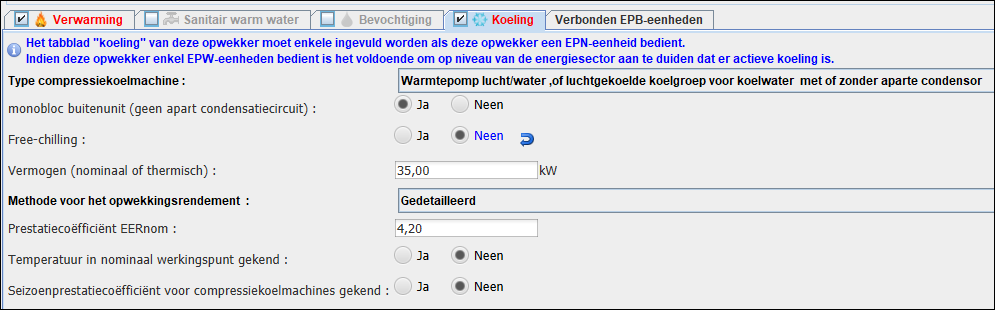 Verwarming Sanitair warm water Bevochtiging Koeling Verbonden EPB-eenheden
Het tabblad "koeling" van deze opwekker moet enkele ingevuld worden als deze opwekker een EPN-eenheid bedient.
Indien deze opwekker enkel EPW-eenheden bedient is het voldoende om op niveau van de energiesector aan te duiden dat er actieve koeling is.
Type compressiekoelmachine : Warmtepomp lucht/water ,of luchtgekoelde koelgroep voor koelwater met of zonder aparte condensor
monobloc buitenunit (geen apart condensatiecircuit) : Ja Neen
Free-chilling : Ja Neen
Vermogen (nominaal of thermisch) : 35,00 kW
Methode voor het opwekkingsrendement : Gedetailleerd
Prestatiecoëfficiënt EERnom : 4,20
Temperatuur in nominaal werkingspunt gekend : Ja Neen
Seizoenprestatiecoëfficiënt voor compressiekoelmachines gekend : Ja Neen